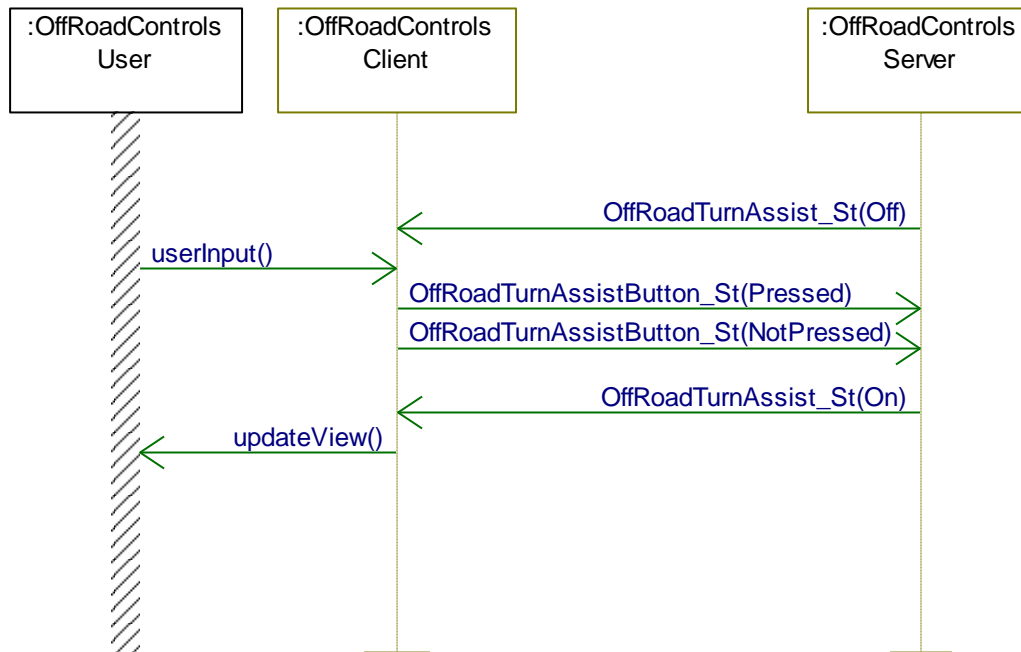 :OffRoadControls
User
:OffRoadControls
Client
:OffRoadControls
Server
OffRoadTurnAssist_St(Off)
userInput()
OffRoadTurnAssistButton_St(Pressed)
OffRoadTurnAssistButton_St(NotPressed)
OffRoadTurnAssist_St(On)
updateView()